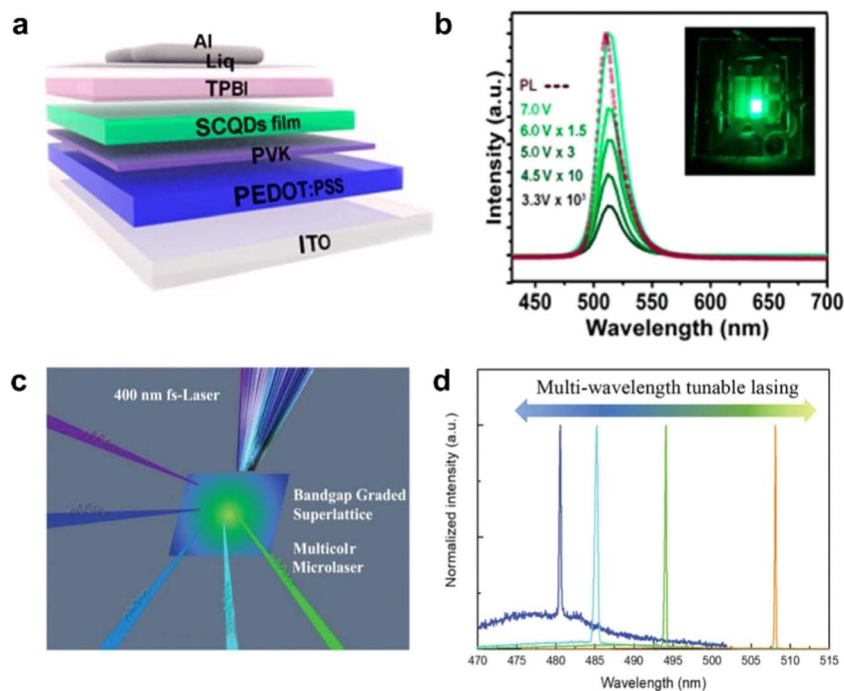 a
Al
Liq
TPBI
SCQDs film
PVK
PEDOT:PSS
ITO
b
Intensity (a.u.)
PL
7.0 V
6.0 V x 1.5
5.0 V x 3
4.5 V x 10
3.3V x 10³
450 500 550 600 650 700
Wavelength (nm)
c
400 nm fs-Laser
Bandgap Graded
Superlattice
Multicolr
Microlaser
d
Multi-wavelength tunable lasing
Normalized intensity (a.u.)
470 475 480 485 490 495 500 505 510 515
Wavelength (nm)